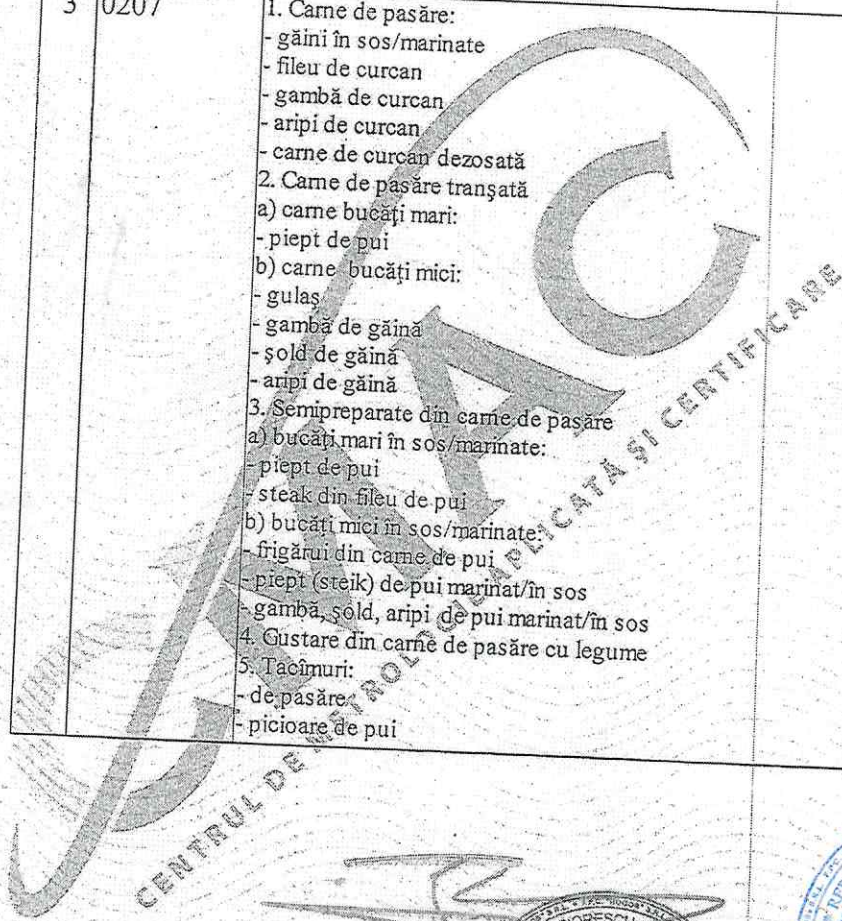 3 0207 1. Carne de pasăre:
- găini în sos/marinate
- fileu de curcan
- gambă de curcan
- aripi de curcan
- carne de curcan dezosată
2. Carne de pasăre tranşată
a) carne bucăţi mari:
- piept de pui
b) carne bucăţi mici:
- gulaş
- gambă de găină
- şold de găină
- aripi de găină
3. Semipreparate din carne de pasăre
a) bucăţi mari în sos/marinate:
- piept de pui
- steak din fileu de pui
b) bucăţi mici în sos/marinate:
- frigărui din carne de pui
- piept (steik) de pui marinat/în sos
- gambă, şold, aripi de pui marinat/în sos
4. Gustare din carne de pasăre cu legume
5. Tacîmuri:
- de pasăre
- picioare de pui
CMAC
CENTRUL DE METROLOGIE APLICATĂ ŞI CERTIFICARE